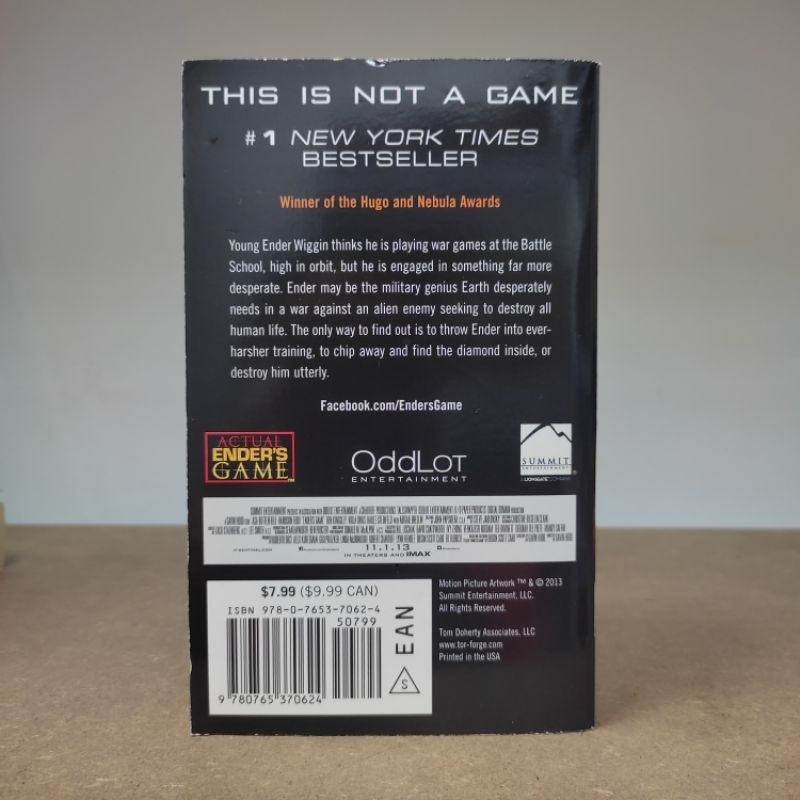 THIS IS NOT A GAME
#1 NEW YORK TIMES
BESTSELLER
Winner of the Hugo and Nebula Awards
Young Ender Wiggin thinks he is playing war games at the Battle
School, high in orbit, but he is engaged in something far more
desperate. Ender may be the military genius Earth desperately
needs in a war against an alien enemy seeking to destroy all
human life. The only way to find out is to throw Ender into ever-
harsher training, to chip away and find the diamond inside, or
destroy him utterly.
Facebook.com/EndersGame
ACTUAL
ENDER'S
GAME™
OddLot
ENTERTAINMENT
SUMMIT
ENTERTAINMENT
®
A LIONSGATE COMPANY
SUMMIT ENTERTAINMENT
11.1.13
IN THEATERS AND IMAX
$7.99 ($9.99 CAN)
ISBN 978-0-7653-7062-4
50799
9 780765 370624
EAN
S
Motion Picture Artwork ™ & © 2013
Summit Entertainment, LLC.
All Rights Reserved.
Tom Doherty Associates, LLC
www.tor-forge.com
Printed in the USA